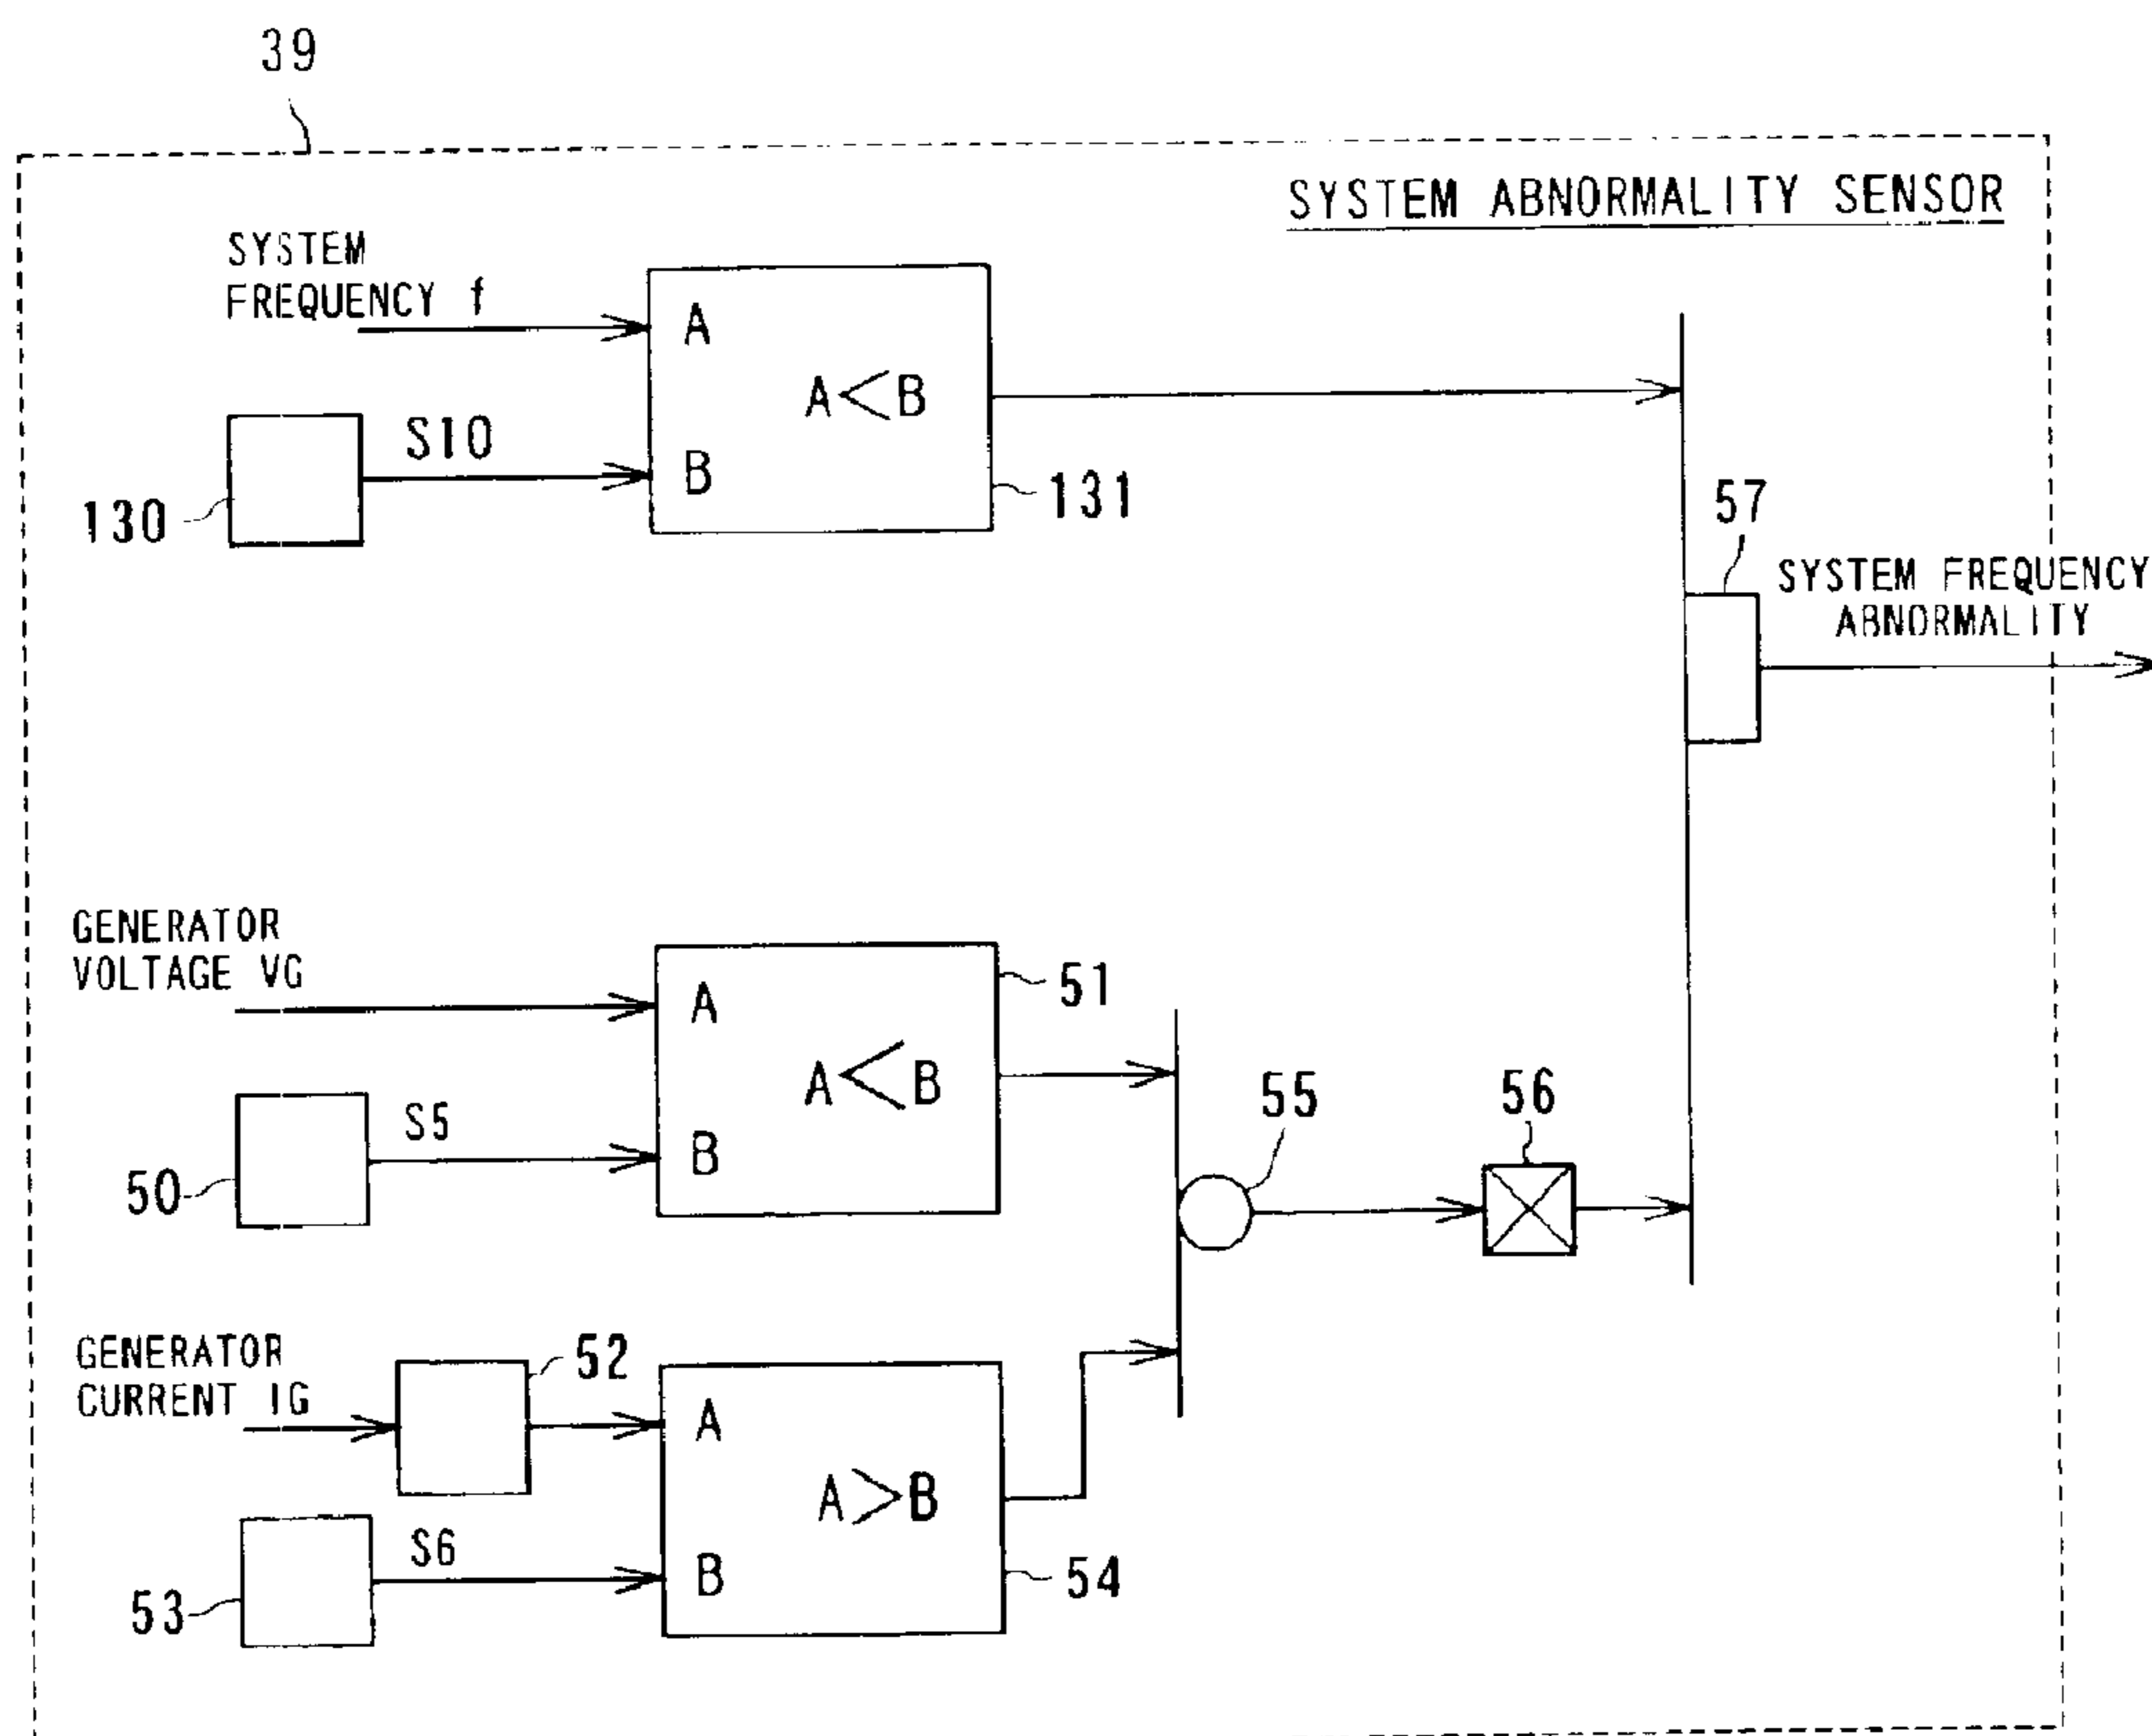 39
SYSTEM ABNORMALITY SENSOR
SYSTEM
FREQUENCY f
A
A<B
B
S10
130
131
57
SYSTEM FREQUENCY
ABNORMALITY
GENERATOR
VOLTAGE VG
A
A<B
B
51
S5
50
55
56
GENERATOR
CURRENT IG
52
A
A>B
B
S6
53
54